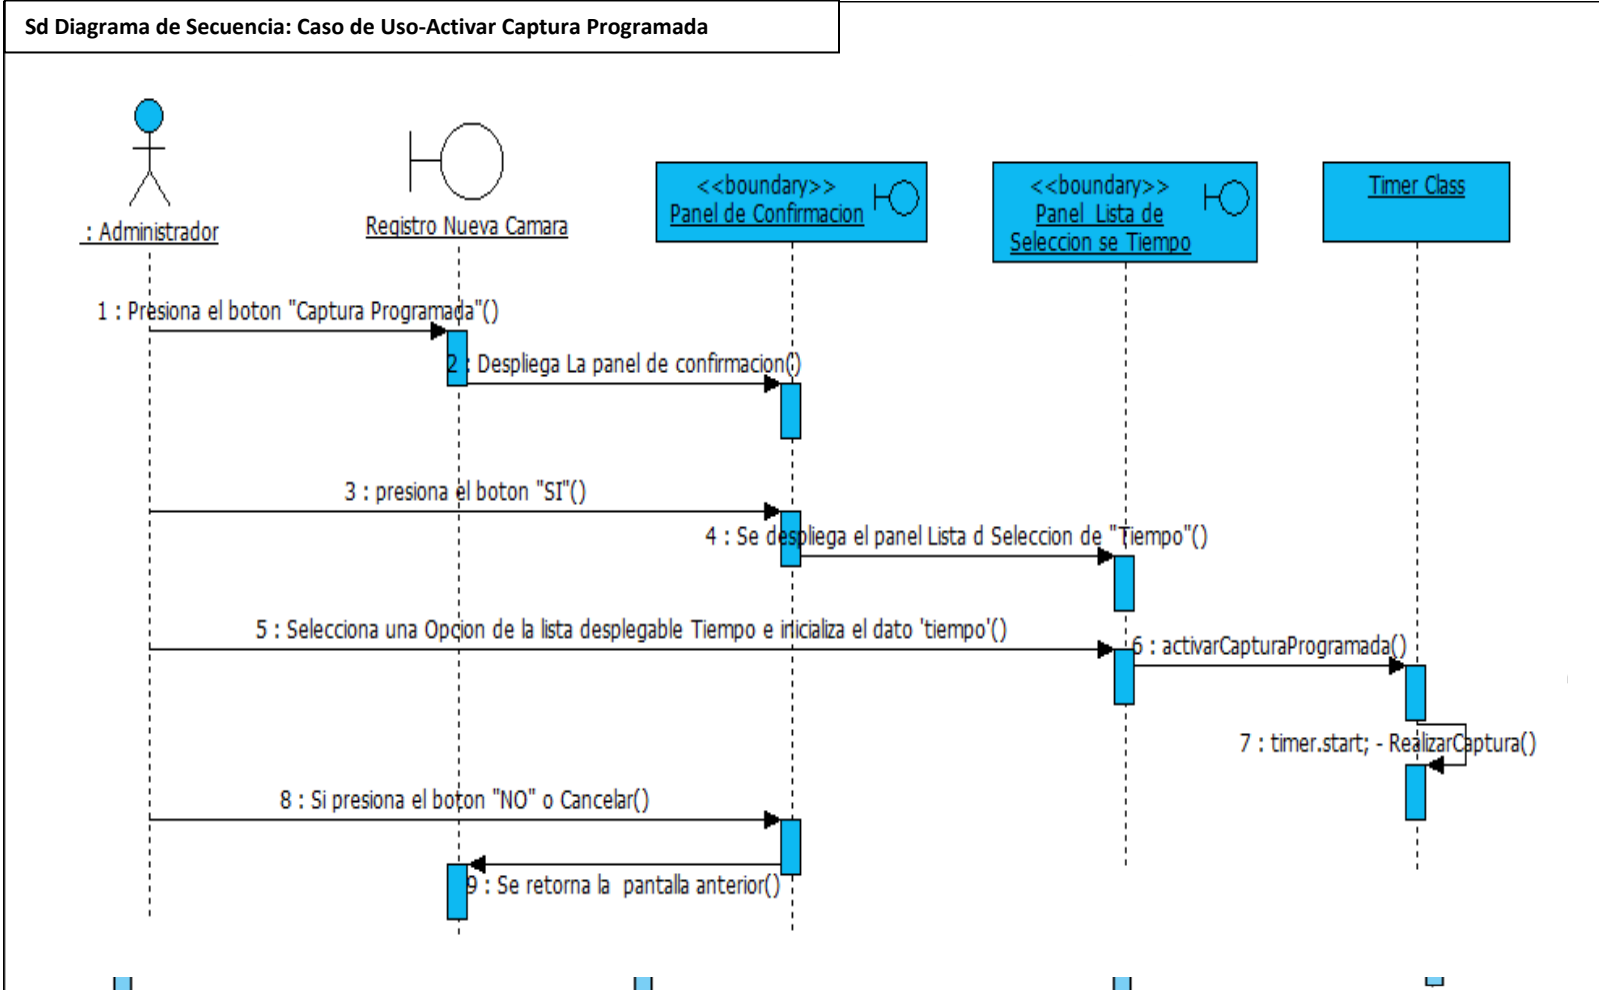 Sd Diagrama de Secuencia: Caso de Uso-Activar Captura Programada
: Administrador
Registro Nueva Camara
<<boundary>>
Panel de Confirmacion
<<boundary>>
Panel Lista de
Seleccion se Tiempo
Timer Class
1 : Presiona el boton "Captura Programada"()
2 : Despliega La panel de confirmacion()
3 : presiona el boton "SI"()
4 : Se despliega el panel Lista d Seleccion de "Tiempo"()
5 : Selecciona una Opcion de la lista desplegable Tiempo e inicializa el dato 'tiempo'()
6 : activarCapturaProgramada()
7 : timer.start; - RealizarCaptura()
8 : Si presiona el boton "NO" o Cancelar()
9 : Se retorna la pantalla anterior()